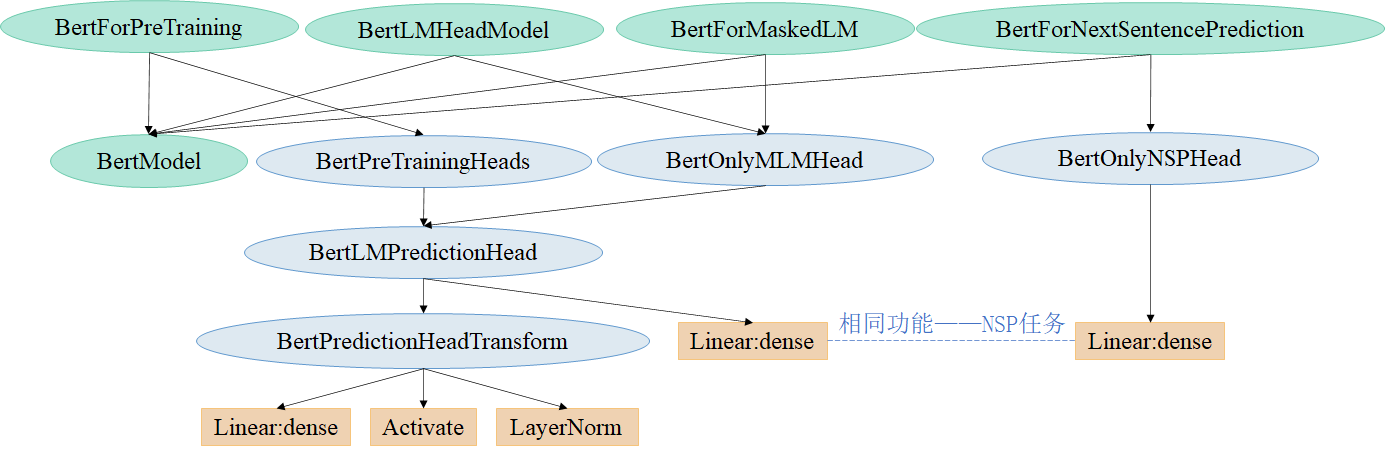 BertForPreTraining
BertLMHeadModel
BertForMaskedLM
BertForNextSentencePrediction
BertModel
BertPreTrainingHeads
BertOnlyMLMHead
BertOnlyNSPHead
BertLMPredictionHead
BertPredictionHeadTransform
Linear:dense
相同功能——NSP任务
Linear:dense
Linear:dense
Activate
LayerNorm